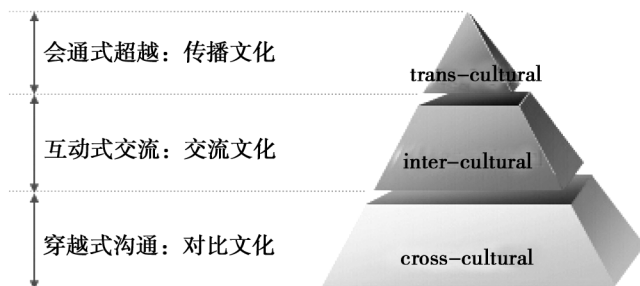 会通式超越：传播文化
trans-cultural
互动式交流：交流文化
inter-cultural
穿越式沟通：对比文化
cross-cultural